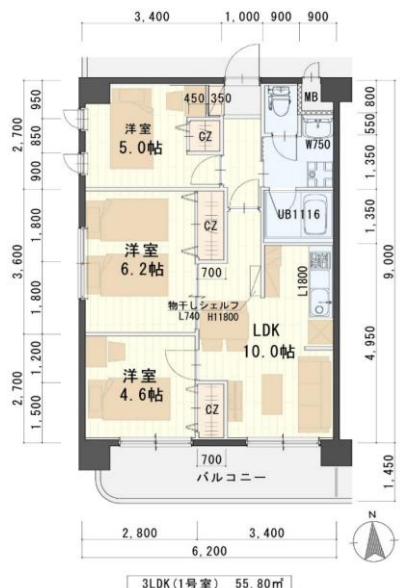 3,400
1,000
900
900
950
850
900
2,700
1,800
1,800
3,600
1,200
1,500
2,700
800
550
1,350
1,350
4,950
9,000
1,450
450
350
MB
洋室
5.0帖
CZ
W750
UB1116
洋室
6.2帖
CZ
700
物干しシェルフ
L740 H11800
L1800
LDK
10.0帖
洋室
4.6帖
CZ
700
バルコニー
N
2,800
3,400
6,200
3LDK(1号室) 55.80㎡